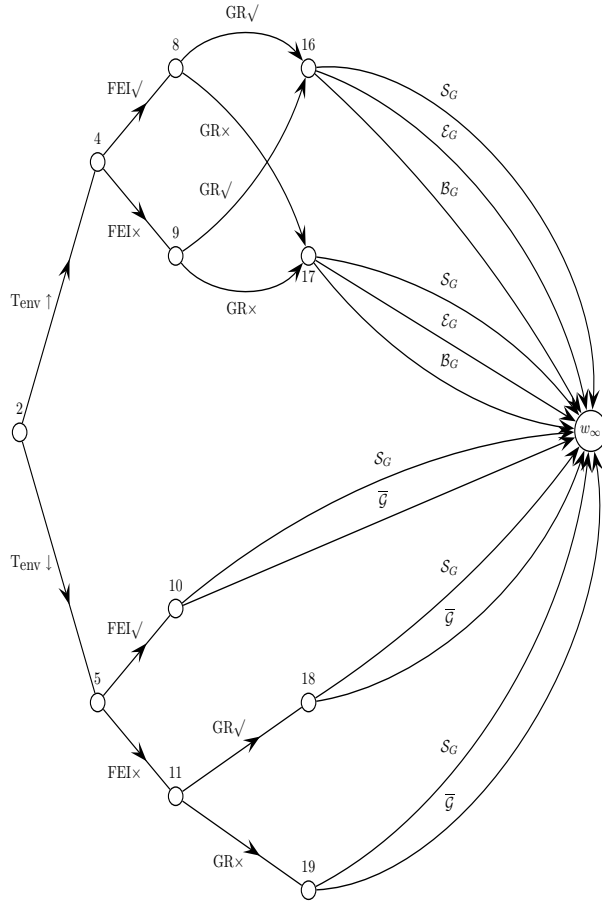 GR√
8
16
FEI√
S_G
4
GR×
E_G
GR√
B_G
FEI×
9
17
S_G
GR×
E_G
T_env ↑
B_G
2
w_∞
S_G
G̅
T_env ↓
10
S_G
FEI√
G̅
5
18
GR√
FEI×
11
S_G
G̅
GR×
19